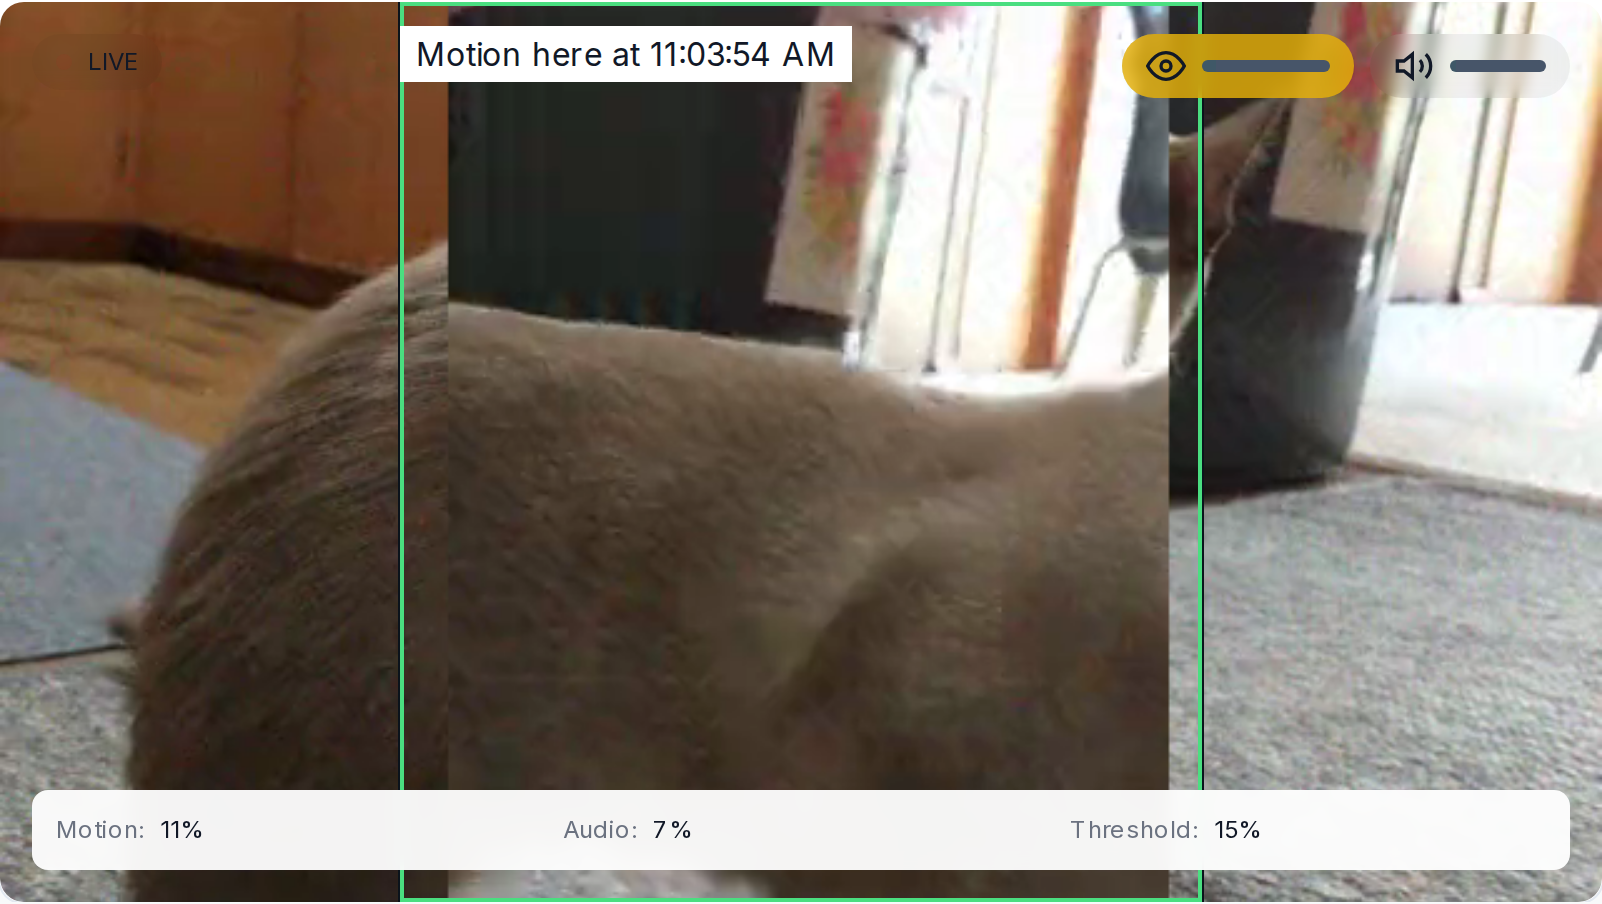 LIVE
Motion here at 11:03:54 AM
Motion: 11%
Audio: 7%
Threshold: 15%